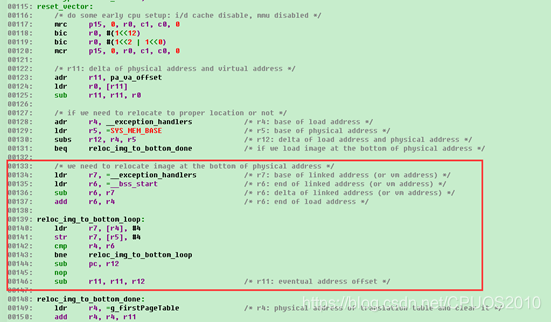 00115: reset_vector:
00116: /* do some early cpu setup: i/d cache disable, mmu disabled */
00117: mrc p15, 0, r0, c1, c0, 0
00118: bic r0, #(1<<12)
00119: bic r0, #(1<<2 | 1<<0)
00120: mcr p15, 0, r0, c1, c0, 0
00121:
00122: /* r11: delta of physical address and virtual address */
00123: adr r11, pa_va_offset
00124: ldr r0, [r11]
00125: sub r11, r11, r0
00126:
00127: /* if we need to relocate to proper location or not */
00128: adr r4, __exception_handlers /* r4: base of load address */
00129: ldr r5, =SYS_MEM_BASE /* r5: base of physical address */
00130: subs r12, r4, r5 /* r12: delta of load address and physical address */
00131: beq reloc_img_to_bottom_done /* if we load image at the bottom of physical address */
00132:
00133: /* we need to relocate image at the bottom of physical address */
00134: ldr r7, =__exception_handlers /* r7: base of linked address (or vm address) */
00135: ldr r6, =__bss_start /* r6: end of linked address (or vm address) */
00136: sub r6, r7 /* r6: delta of linked address (or vm address) */
00137: add r6, r4 /* r6: end of load address */
00138:
00139: reloc_img_to_bottom_loop:
00140: ldr r7, [r4], #4
00141: str r7, [r5], #4
00142: cmp r4, r6
00143: bne reloc_img_to_bottom_loop
00144: sub pc, r12
00145: nop
00146: sub r11, r11, r12 /* r11: eventual address offset */
00147:
00148: reloc_img_to_bottom_done:
00149: ldr r4, =g_firstPageTable /* r4: physical address of translation table and clear it */
00150: add r4, r4, r11
https://blog.csdn.net/CPUOS2010